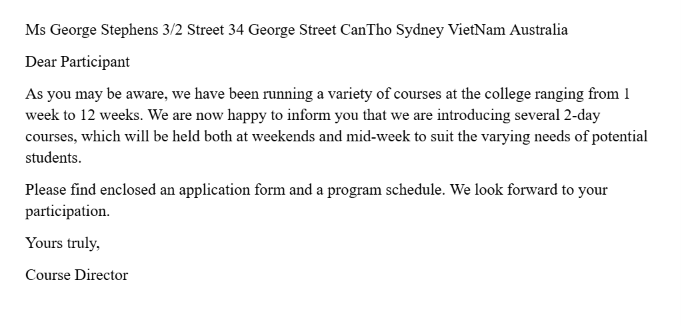 Ms George Stephens 3/2 Street 34 George Street CanTho Sydney VietNam Australia
Dear Participant
As you may be aware, we have been running a variety of courses at the college ranging from 1
week to 12 weeks. We are now happy to inform you that we are introducing several 2-day
courses, which will be held both at weekends and mid-week to suit the varying needs of potential
students.
Please find enclosed an application form and a program schedule. We look forward to your
participation.
Yours truly,
Course Director